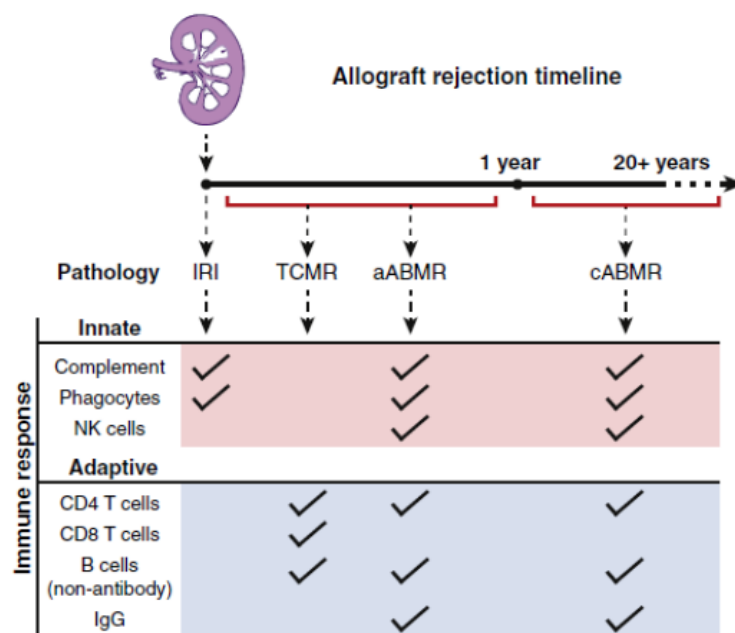 Allograft rejection timeline
1 year 20+ years
Pathology IRI TCMR aABMR cABMR
Immune response
Innate
Complement
Phagocytes
NK cells
Adaptive
CD4 T cells
CD8 T cells
B cells
(non-antibody)
IgG